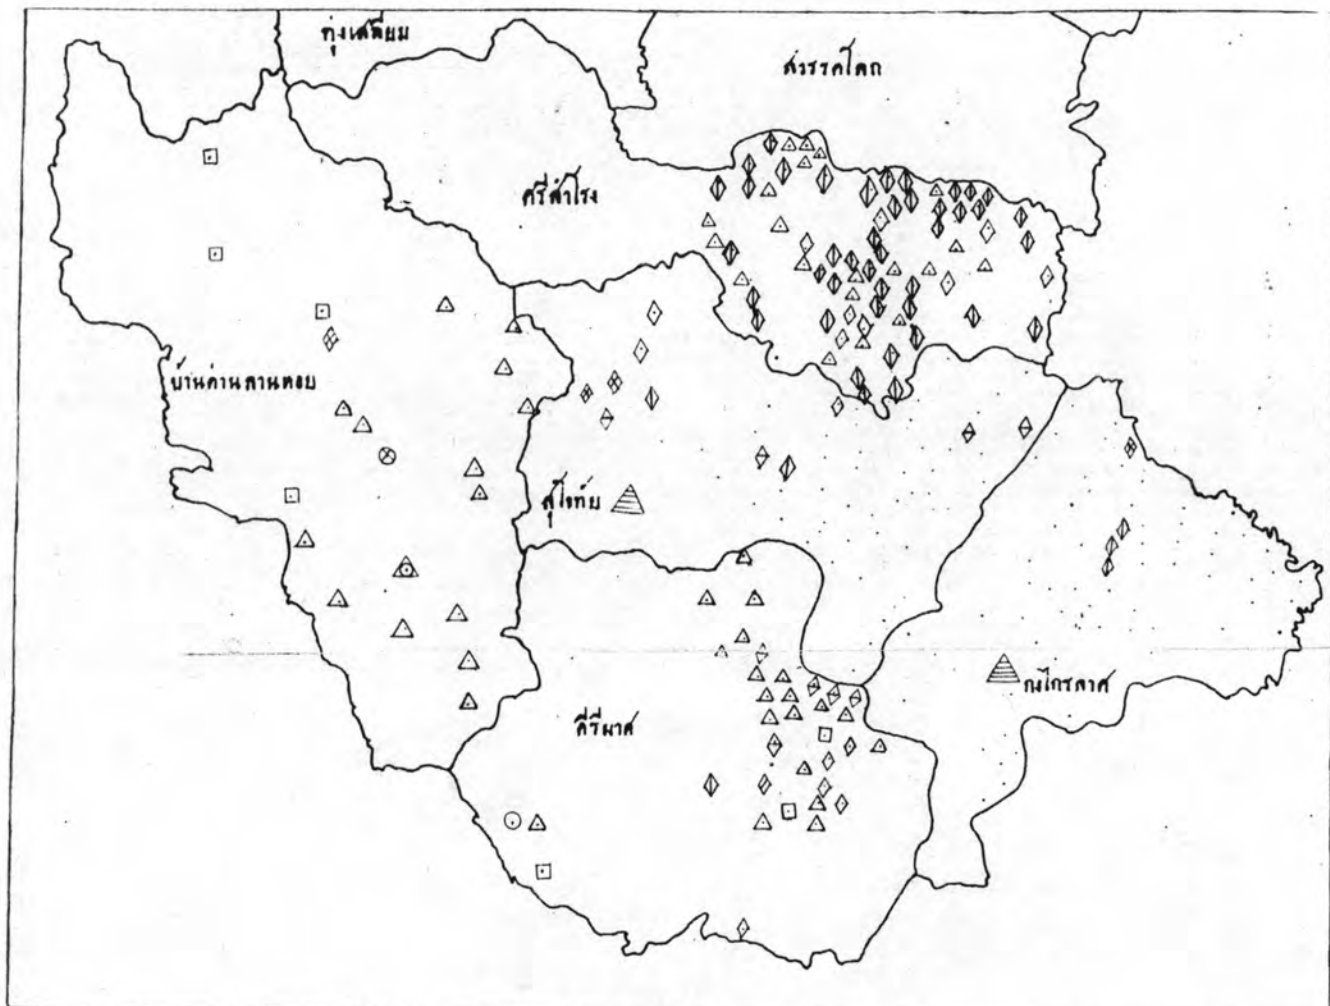 ทุ่งเสลี่ยม
สวรรคโลก
ศรีสำโรง
บ้านด่านลานหอย
สุโขทัย
กงไกรลาศ
คีรีมาศ